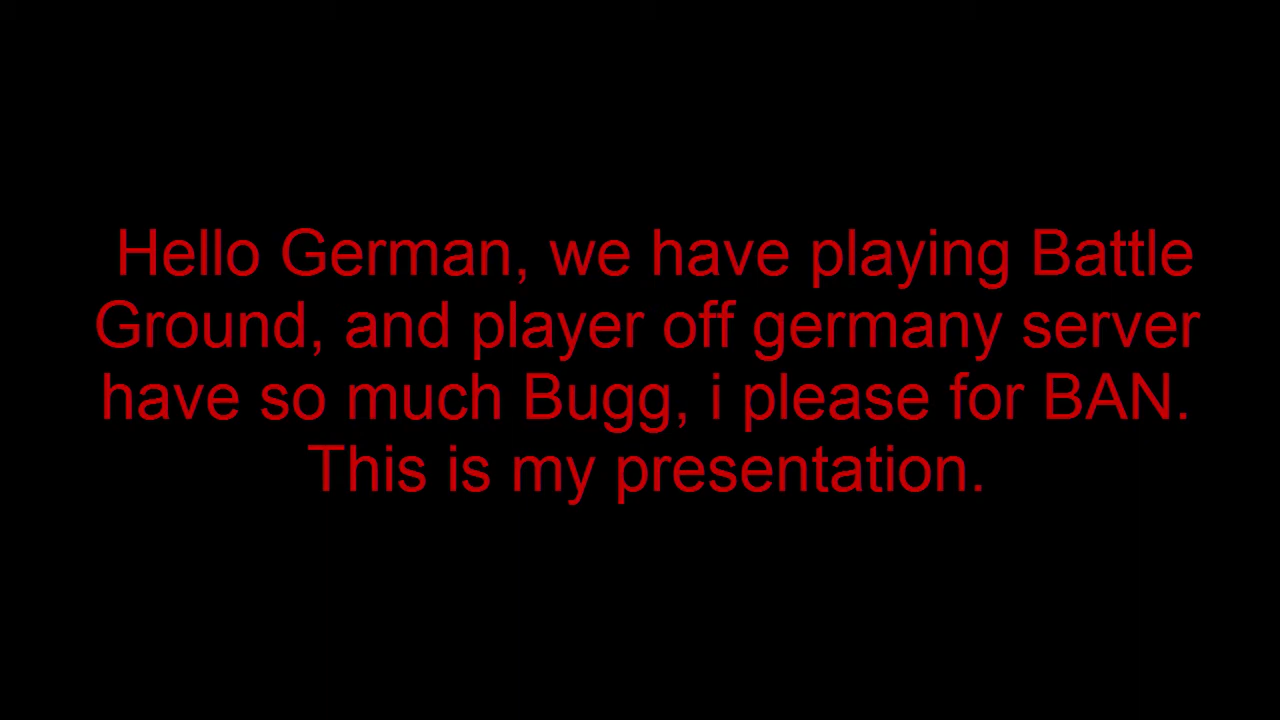 Hello German, we have playing Battle
Ground, and player off germany server
have so much Bugg, i please for BAN.
This is my presentation.